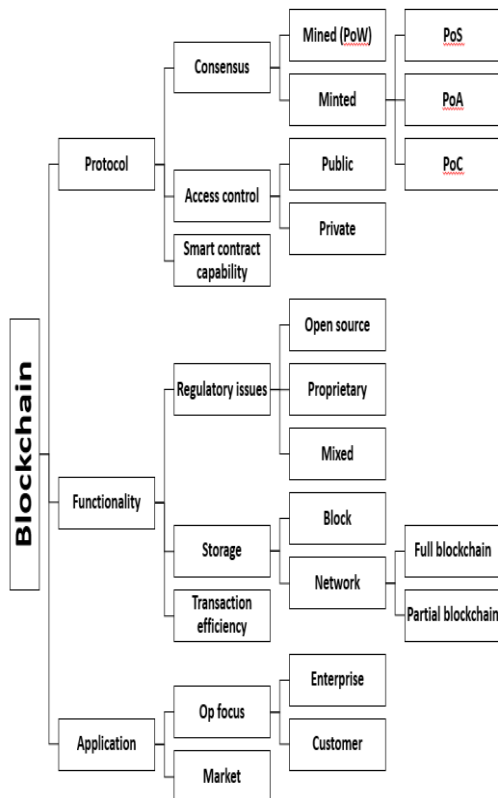 Blockchain
Protocol
Consensus
Mined (PoW)
Minted
PoS
PoA
PoC
Access control
Public
Private
Smart contract
capability
Functionality
Regulatory issues
Open source
Proprietary
Mixed
Storage
Block
Network
Full blockchain
Partial blockchain
Transaction
efficiency
Application
Op focus
Enterprise
Customer
Market